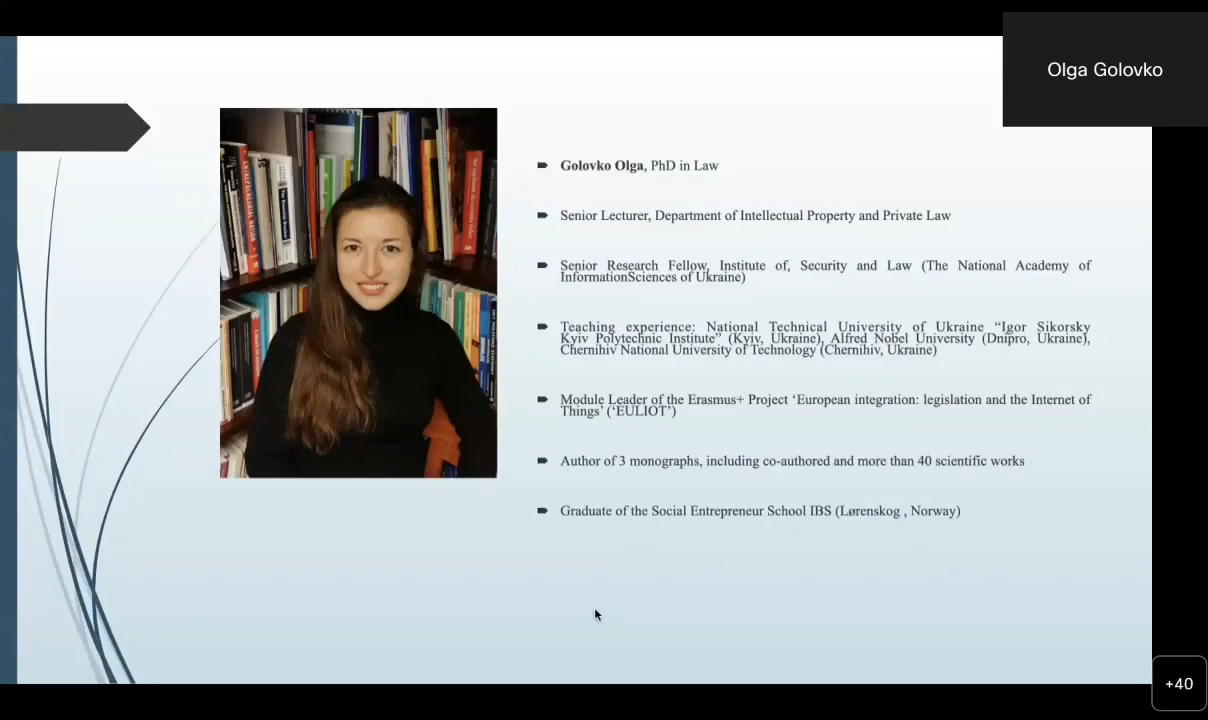 Olga Golovko
Golovko Olga, PhD in Law
Senior Lecturer, Department of Intellectual Property and Private Law
Senior Research Fellow, Institute of, Security and Law (The National Academy of
InformationSciences of Ukraine)
Teaching experience: National Technical University of Ukraine “Igor Sikorsky
Kyiv Polytechnic Institute” (Kyiv, Ukraine), Alfred Nobel University (Dnipro, Ukraine),
Chernihiv National University of Technology (Chernihiv, Ukraine)
Module Leader of the Erasmus+ Project ‘European integration: legislation and the Internet of
Things’ (‘EULIOT’)
Author of 3 monographs, including co-authored and more than 40 scientific works
Graduate of the Social Entrepreneur School IBS (Lørenskog , Norway)
+40